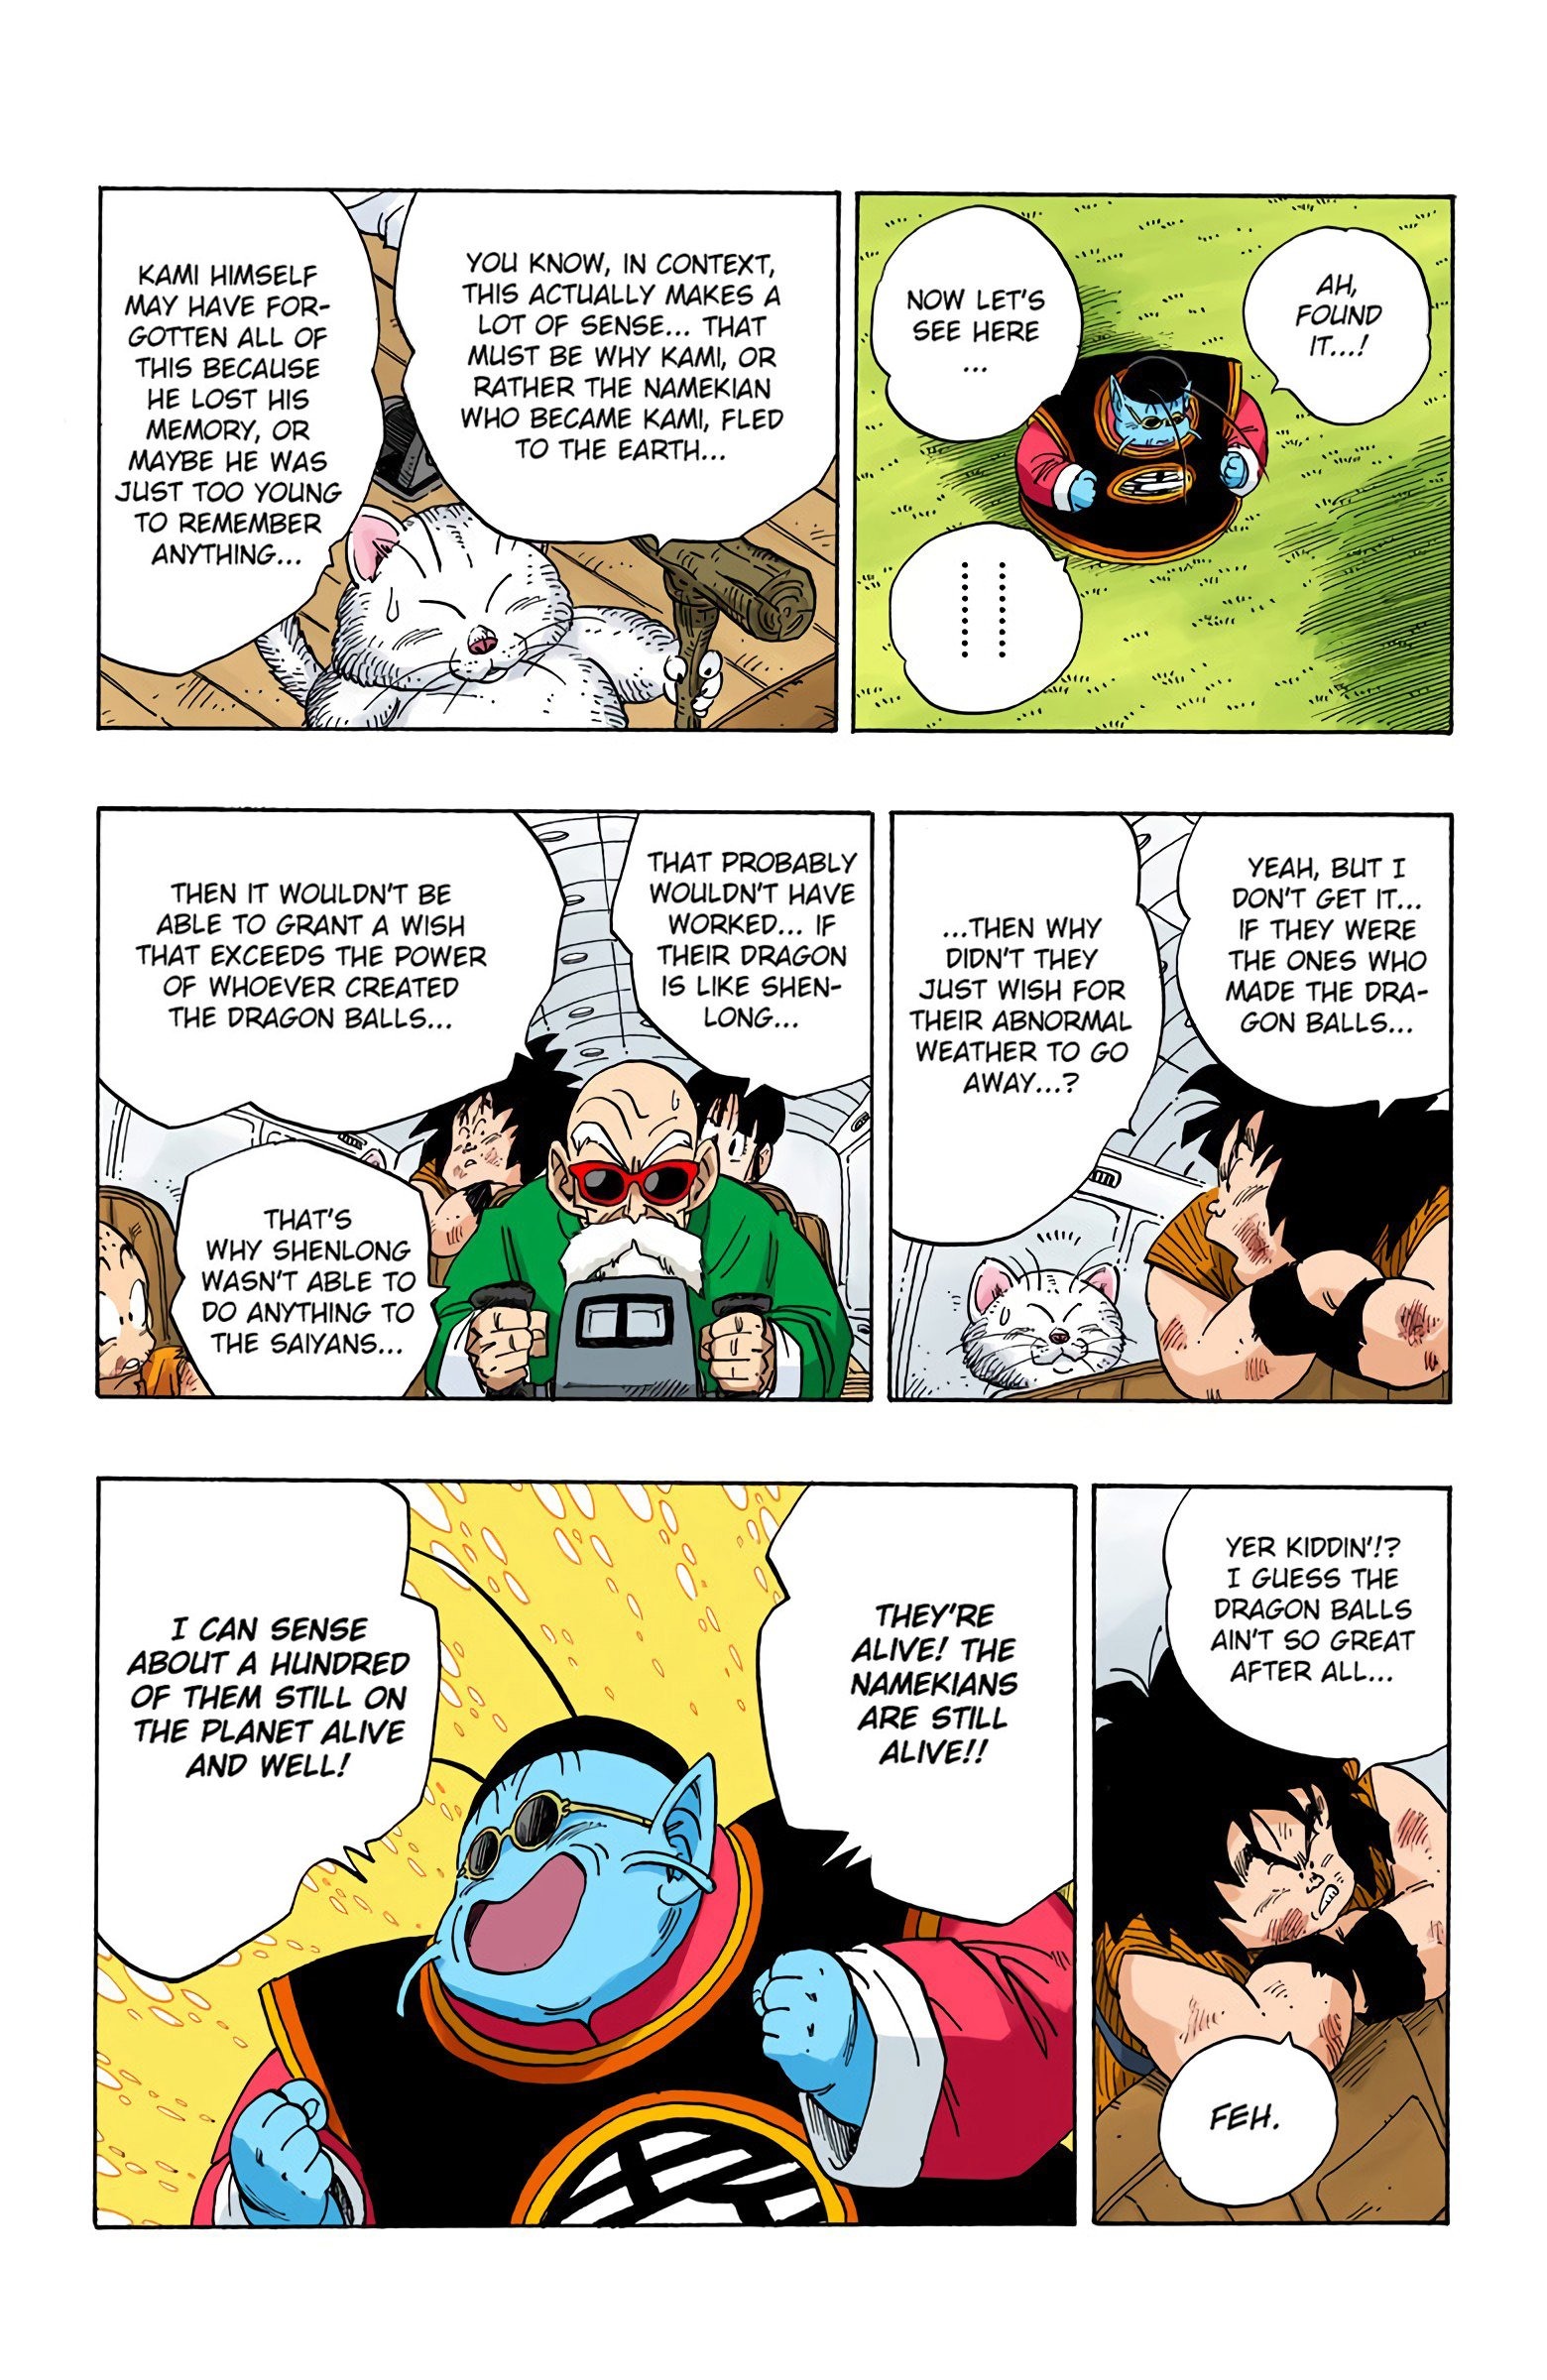 AH,
FOUND
IT...!
NOW LET'S
SEE HERE
...
YOU KNOW, IN CONTEXT,
THIS ACTUALLY MAKES A
LOT OF SENSE... THAT
MUST BE WHY KAMI, OR
RATHER THE NAMEKIAN
WHO BECAME KAMI, FLED
TO THE EARTH...
KAMI HIMSELF
MAY HAVE FOR-
GOTTEN ALL OF
THIS BECAUSE
HE LOST HIS
MEMORY, OR
MAYBE HE WAS
JUST TOO YOUNG
TO REMEMBER
ANYTHING...
YEAH, BUT I
DON'T GET IT...
IF THEY WERE
THE ONES WHO
MADE THE DRA-
GON BALLS...
...THEN WHY
DIDN'T THEY
JUST WISH FOR
THEIR ABNORMAL
WEATHER TO GO
AWAY...?
THAT PROBABLY
WOULDN'T HAVE
WORKED... IF
THEIR DRAGON
IS LIKE SHEN-
LONG...
THEN IT WOULDN'T BE
ABLE TO GRANT A WISH
THAT EXCEEDS THE POWER
OF WHOEVER CREATED
THE DRAGON BALLS...
THAT'S
WHY SHENLONG
WASN'T ABLE TO
DO ANYTHING TO
THE SAIYANS...
YER KIDDIN'!?
I GUESS THE
DRAGON BALLS
AIN'T SO GREAT
AFTER ALL...
FEH.
THEY'RE
ALIVE! THE
NAMEKIANS
ARE STILL
ALIVE!!
I CAN SENSE
ABOUT A HUNDRED
OF THEM STILL ON
THE PLANET ALIVE
AND WELL!